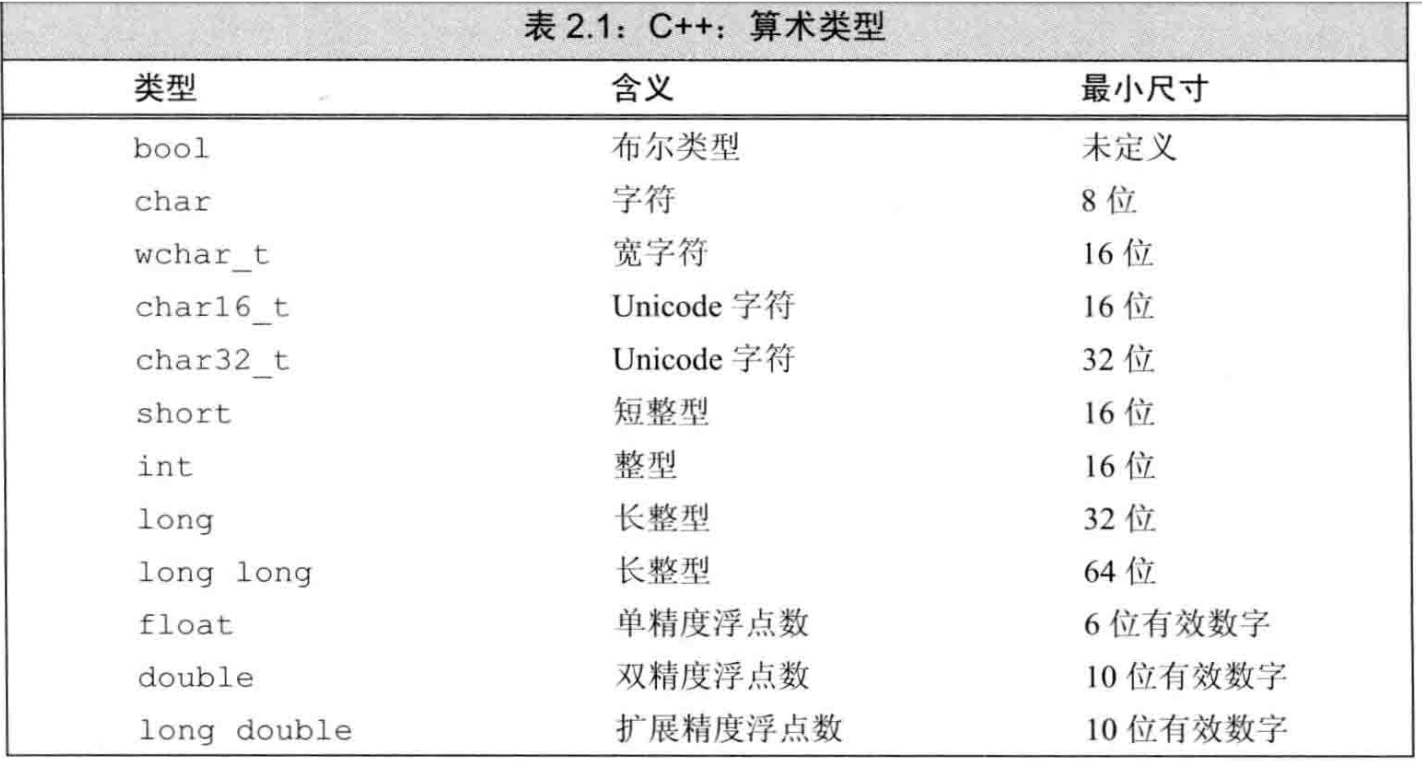 表 2.1：C++：算术类型
类型 含义 最小尺寸
bool 布尔类型 未定义
char 字符 8 位
wchar_t 宽字符 16 位
char16_t Unicode 字符 16 位
char32_t Unicode 字符 32 位
short 短整型 16 位
int 整型 16 位
long 长整型 32 位
long long 长整型 64 位
float 单精度浮点数 6 位有效数字
double 双精度浮点数 10 位有效数字
long double 扩展精度浮点数 10 位有效数字